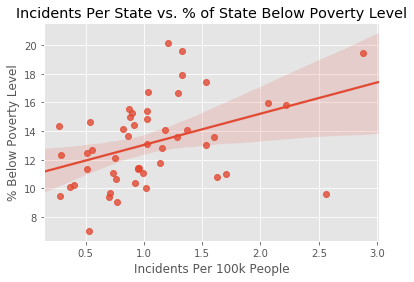 Incidents Per State vs. % of State Below Poverty Level
% Below Poverty Level
20
18
16
14
12
10
8
0.5 1.0 1.5 2.0 2.5 3.0
Incidents Per 100k People